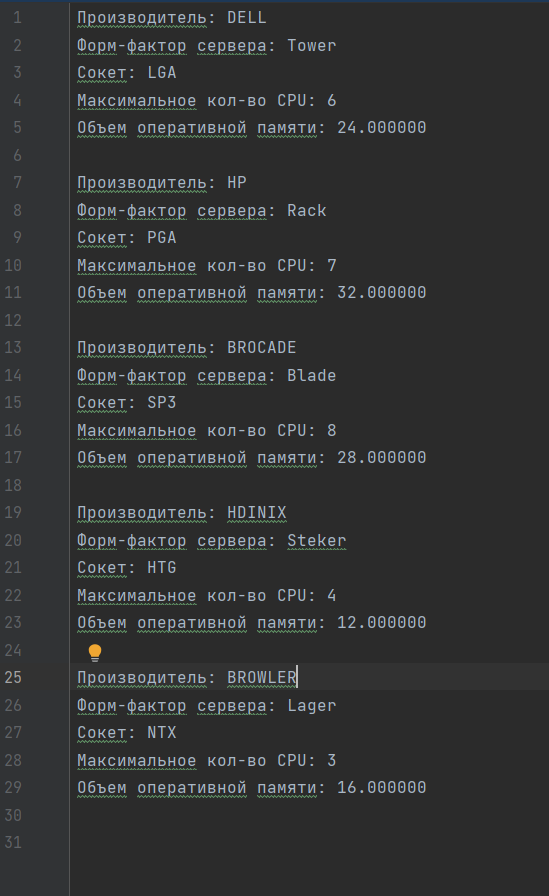 1 Производитель: DELL
2 Форм-фактор сервера: Tower
3 Сокет: LGA
4 Максимальное кол-во CPU: 6
5 Объем оперативной памяти: 24.000000
6
7 Производитель: HP
8 Форм-фактор сервера: Rack
9 Сокет: PGA
10 Максимальное кол-во CPU: 7
11 Объем оперативной памяти: 32.000000
12
13 Производитель: BROCADE
14 Форм-фактор сервера: Blade
15 Сокет: SP3
16 Максимальное кол-во CPU: 8
17 Объем оперативной памяти: 28.000000
18
19 Производитель: HDINIX
20 Форм-фактор сервера: Steker
21 Сокет: HTG
22 Максимальное кол-во CPU: 4
23 Объем оперативной памяти: 12.000000
24
25 Производитель: BROWLER
26 Форм-фактор сервера: Lager
27 Сокет: NTX
28 Максимальное кол-во CPU: 3
29 Объем оперативной памяти: 16.000000
30
31